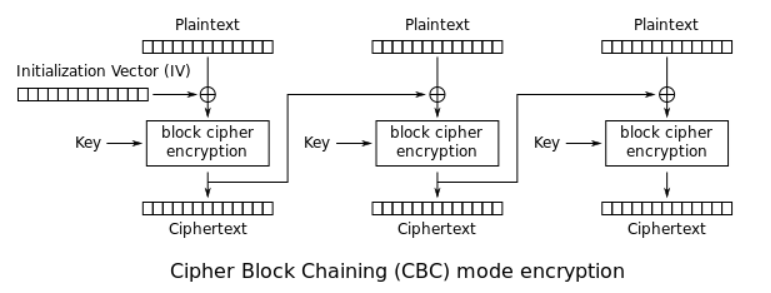 Plaintext
Plaintext
Plaintext
Initialization Vector (IV)
Key
block cipher
encryption
Key
block cipher
encryption
Key
block cipher
encryption
Ciphertext
Ciphertext
Ciphertext
Cipher Block Chaining (CBC) mode encryption